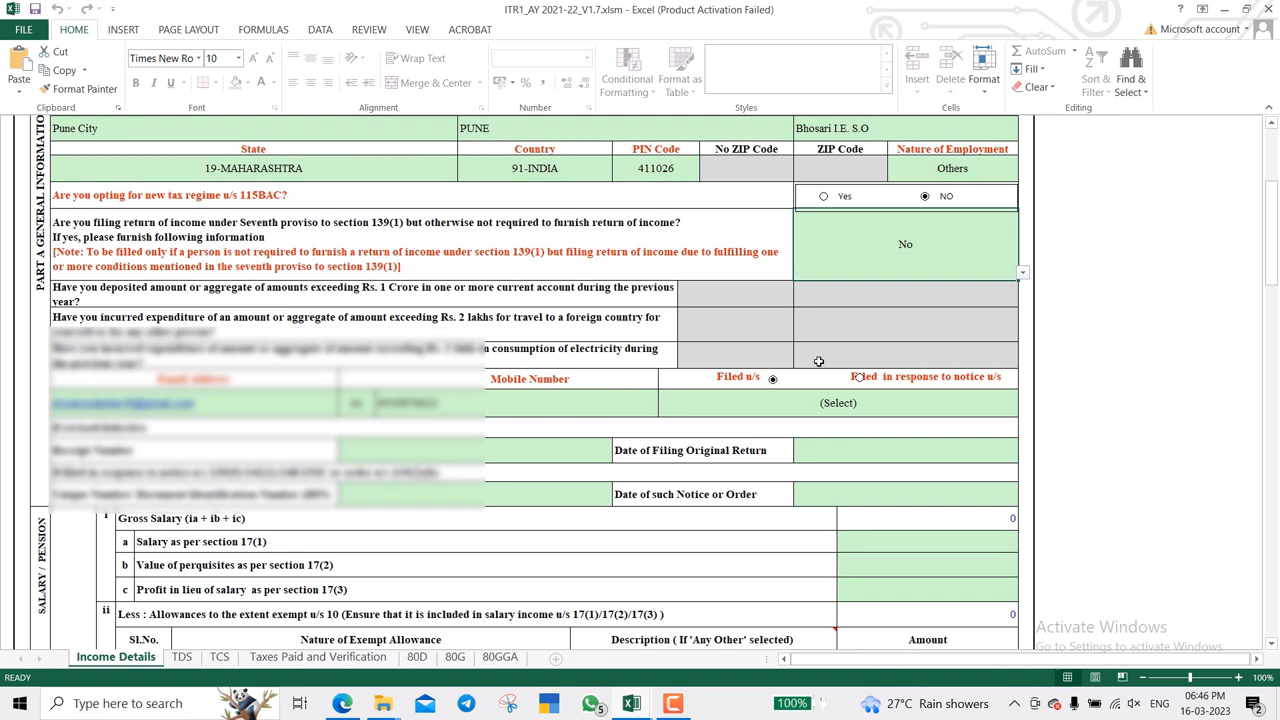 ITR1_AY 2021-22_V1.7.xlsm - Excel (Product Activation Failed)
FILE HOME INSERT PAGE LAYOUT FORMULAS DATA REVIEW VIEW ACROBAT Microsoft account
Paste
Cut
Copy
Format Painter
Clipboard
Times New Ro 10
B I U
Font
Wrap Text
Merge & Center
Alignment
Number
Conditional Formatting
Format as Table
Styles
Insert Delete Format
Cells
AutoSum
Fill
Clear
Sort & Filter
Find & Select
Editing
PART A GENERAL INFORMATIO
Pune City PUNE Bhosari I.E. S.O
State Country PIN Code No ZIP Code ZIP Code Nature of Employment
19-MAHARASHTRA 91-INDIA 411026 Others
Are you opting for new tax regime u/s 115BAC? Yes NO
Are you filing return of income under Seventh proviso to section 139(1) but otherwise not required to furnish return of income?
If yes, please furnish following information
[Note: To be filled only if a person is not required to furnish a return of income under section 139(1) but filing return of income due to fulfilling
one or more conditions mentioned in the seventh proviso to section 139(1)]
No
Have you deposited amount or aggregate of amounts exceeding Rs. 1 Crore in one or more current account during the previous
year?
Have you incurred expenditure of an amount or aggregate of amount exceeding Rs. 2 lakhs for travel to a foreign country for
in consumption of electricity during
Mobile Number Filed u/s Filed in response to notice u/s
(Select)
Date of Filing Original Return
Date of such Notice or Order
SALARY / PENSION
i Gross Salary (ia + ib + ic) 0
a Salary as per section 17(1)
b Value of perquisites as per section 17(2)
c Profit in lieu of salary as per section 17(3)
ii Less : Allowances to the extent exempt u/s 10 (Ensure that it is included in salary income u/s 17(1)/17(2)/17(3) ) 0
Sl.No. Nature of Exempt Allowance Description ( If 'Any Other' selected) Amount
Activate Windows
Go to Settings to activate Windows.
Income Details TDS TCS Taxes Paid and Verification 80D 80G 80GGA
READY 100%
Type here to search 5 100% 27°C Rain showers ENG 06:46 PM
16-03-2023 2